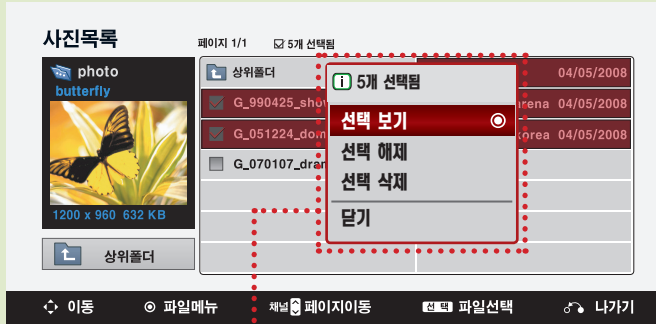 사진목록
페이지 1/1 5개 선택됨
photo
butterfly
1200 x 960 632 KB
상위폴더
상위폴더 04/05/2008
G_990425_sho arena 04/05/2008
G_051224_dom korea 04/05/2008
G_070107_dran
5개 선택됨
선택 보기
선택 해제
선택 삭제
닫기
이동 파일메뉴 채널 페이지이동 선택 파일선택 나가기